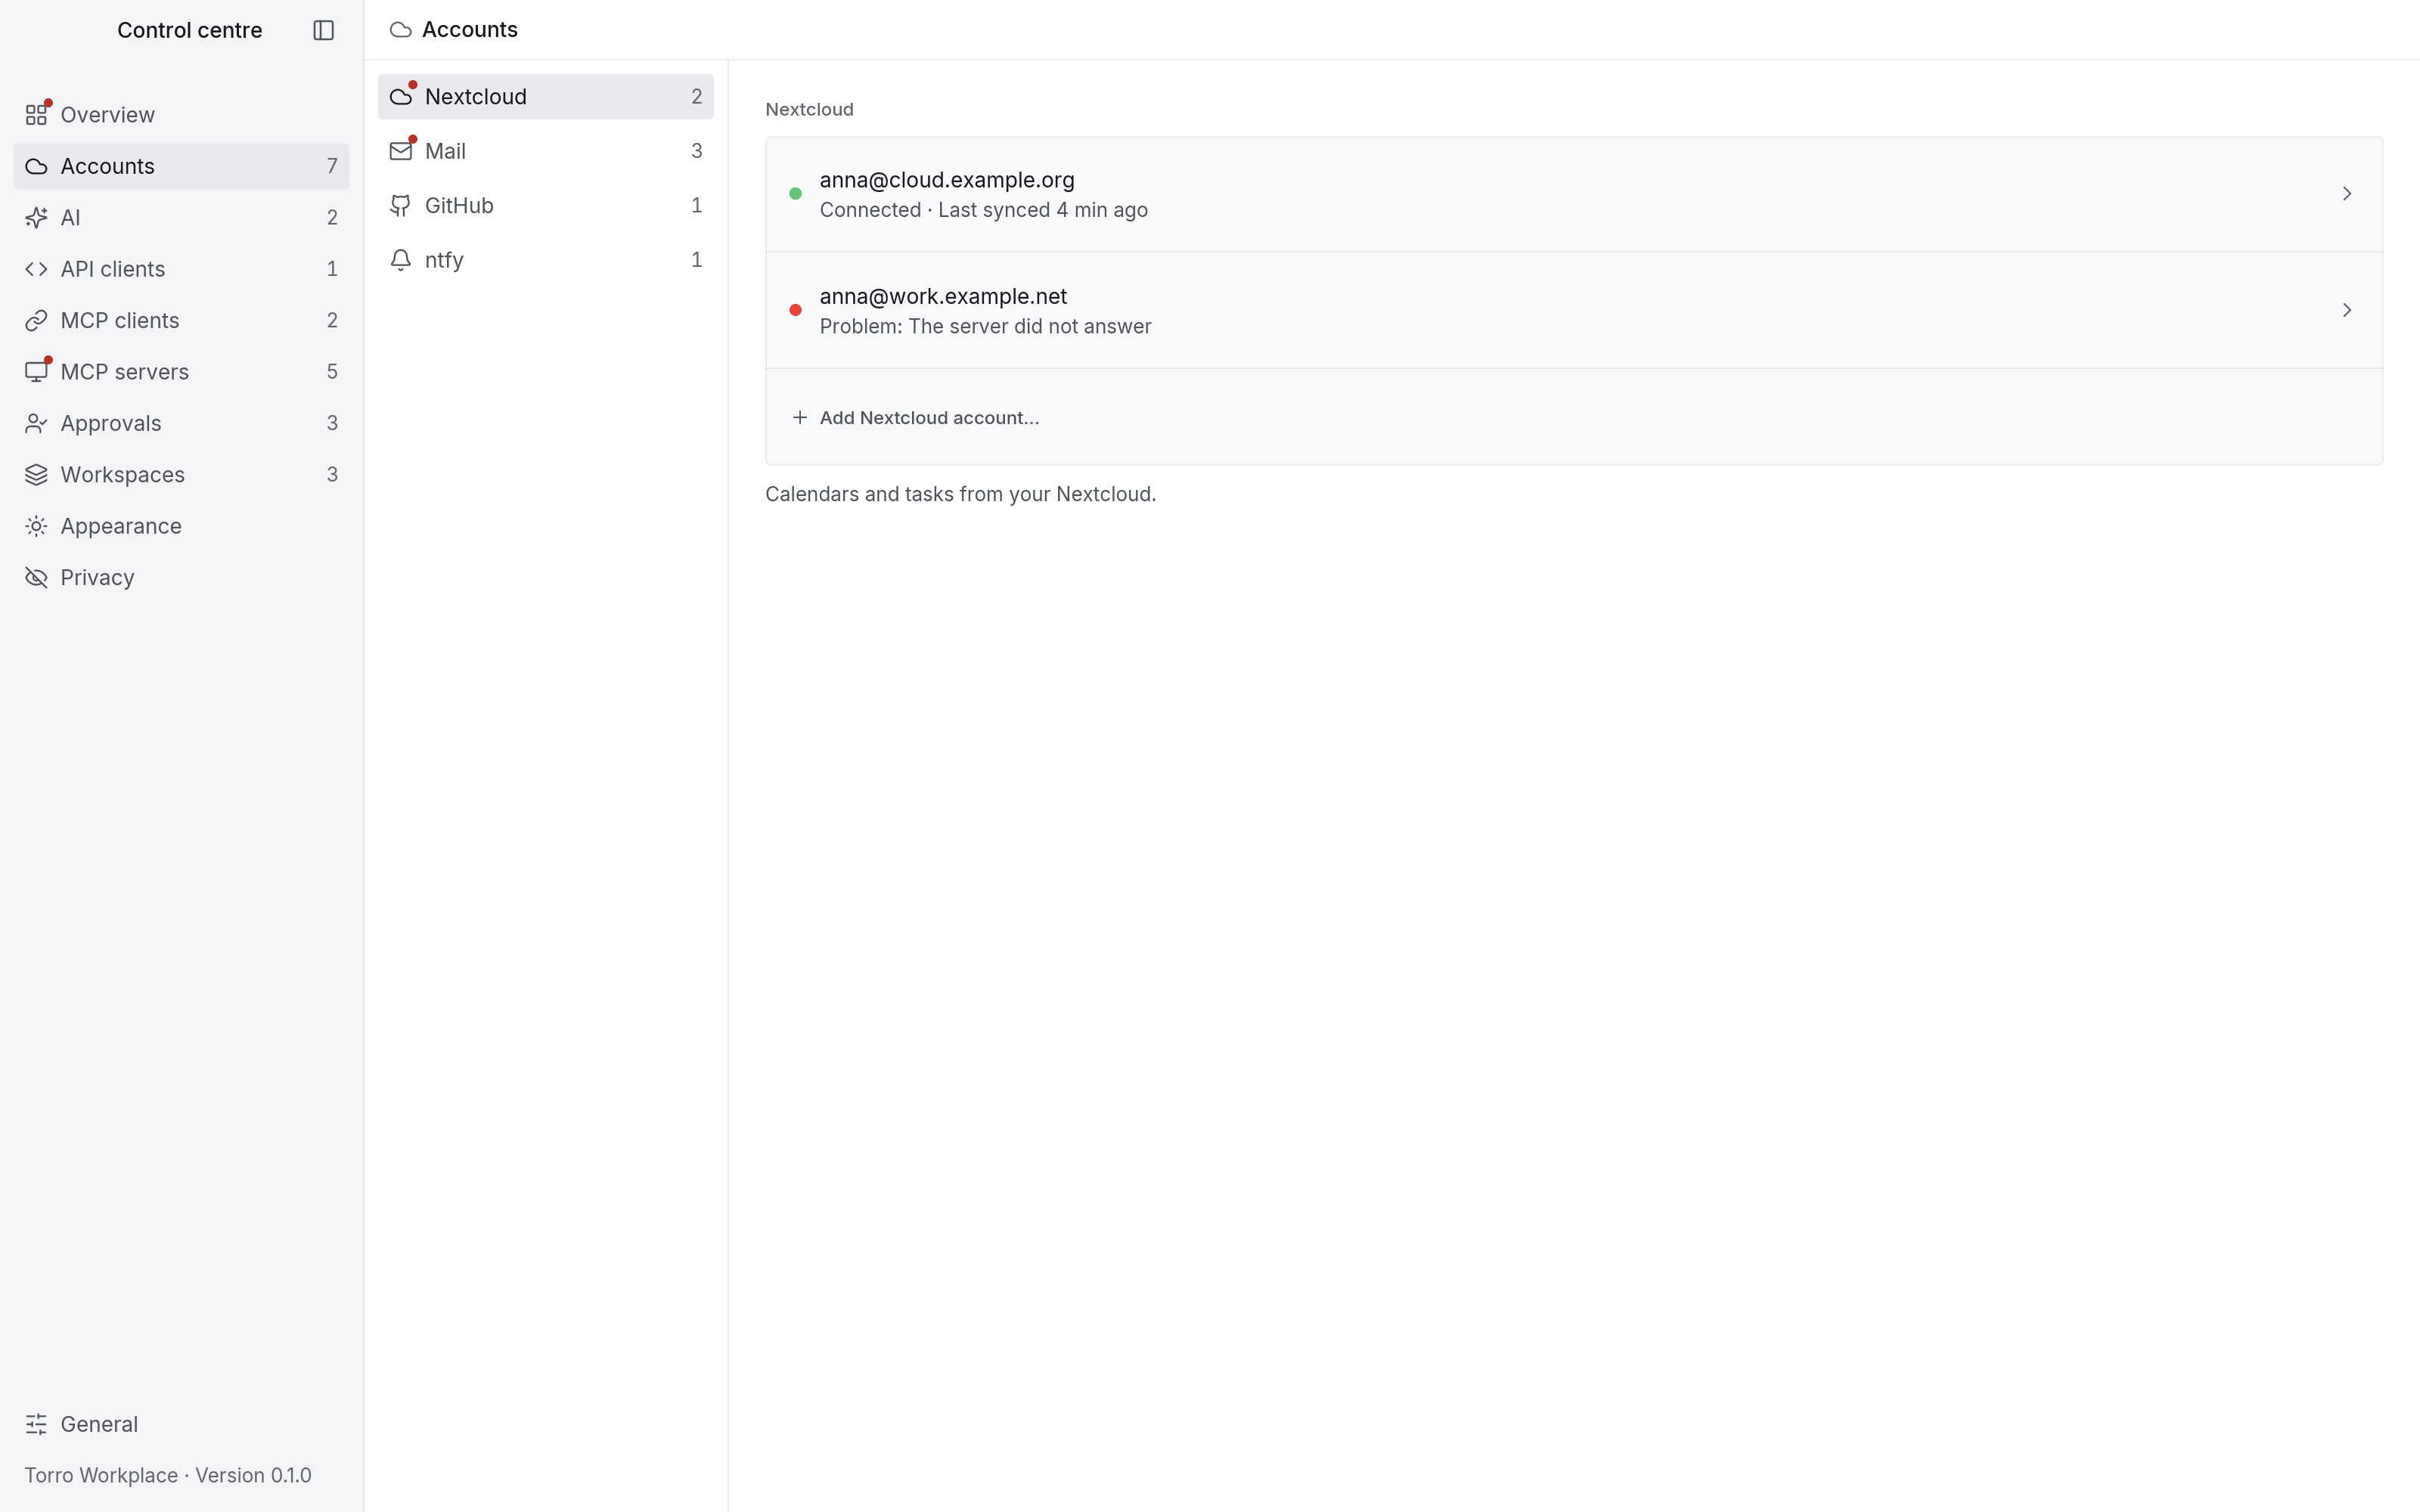 Control centre
Overview
Accounts 7
AI 2
API clients 1
MCP clients 2
MCP servers 5
Approvals 3
Workspaces 3
Appearance
Privacy
General
Torro Workplace · Version 0.1.0
Accounts
Nextcloud 2
Mail 3
GitHub 1
ntfy 1
Nextcloud
anna@cloud.example.org
Connected · Last synced 4 min ago
anna@work.example.net
Problem: The server did not answer
Add Nextcloud account...
Calendars and tasks from your Nextcloud.